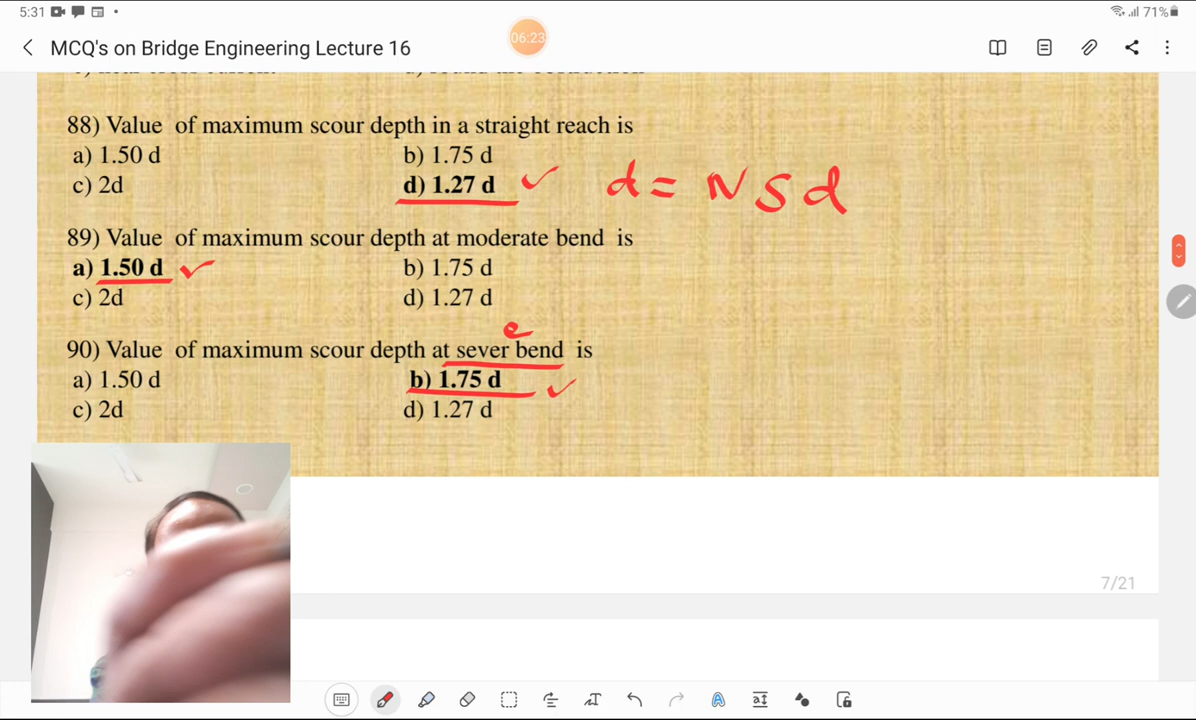 5:31
71%
06:23
MCQ's on Bridge Engineering Lecture 16
88) Value of maximum scour depth in a straight reach is
a) 1.50 d b) 1.75 d
c) 2d d) 1.27 d d = NSd
89) Value of maximum scour depth at moderate bend is
a) 1.50 d b) 1.75 d
c) 2d d) 1.27 d
e
90) Value of maximum scour depth at sever bend is
a) 1.50 d b) 1.75 d
c) 2d d) 1.27 d
7/21